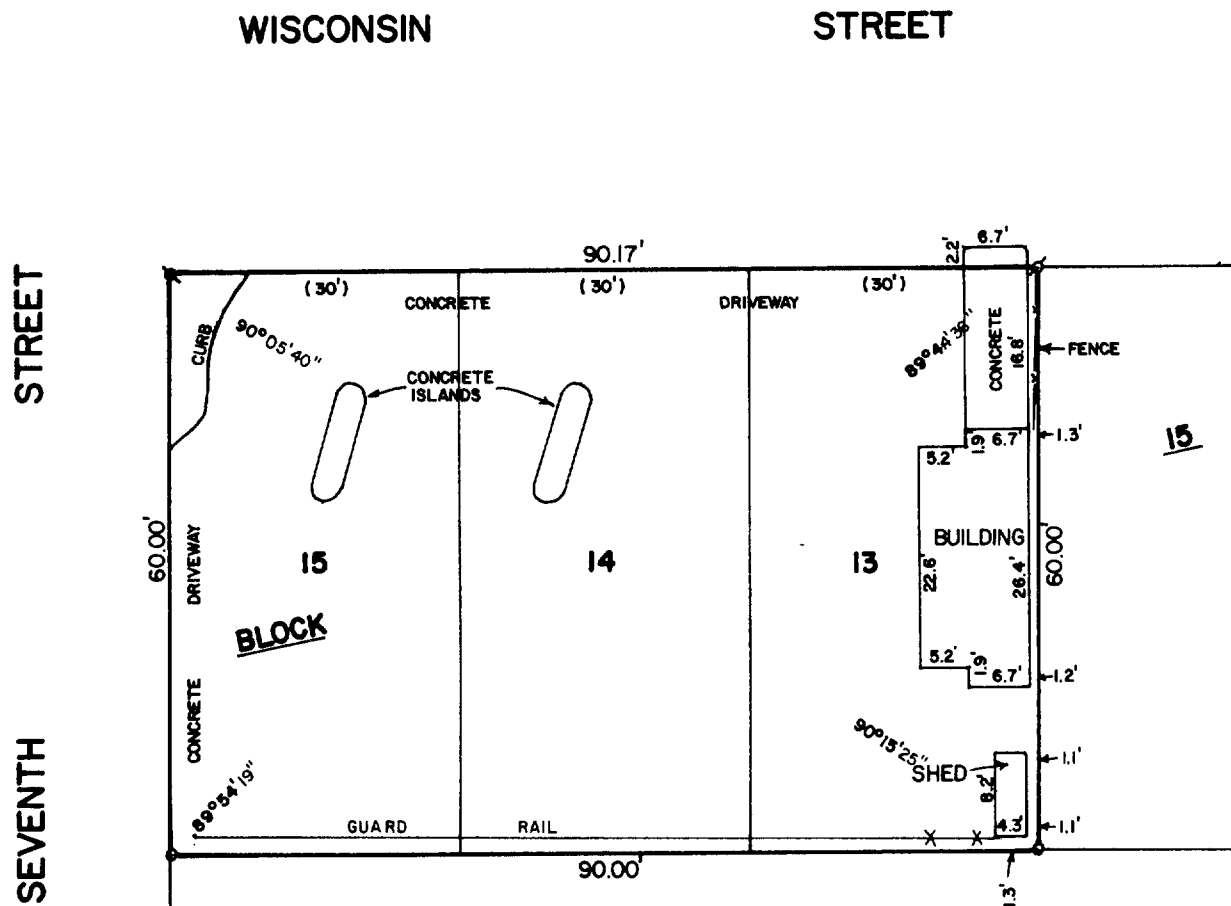 WISCONSIN STREET
STREET
SEVENTH
90.17'
2.2'
6.7'
(30')
(30')
(30')
CONCRETE
DRIVEWAY
CURB
90°05'40"
89°44'36"
CONCRETE
16.8'
FENCE
CONCRETE
ISLANDS
1.3'
15
5.2'
1.9
6.7'
60.00'
DRIVEWAY
15
14
13
BUILDING
22.6'
26.4'
60.00'
BLOCK
5.2'
1.9'
6.7'
1.2'
CONCRETE
90°15'25"
SHED
1.1'
8.2'
89°54'19"
GUARD RAIL
4.3'
1.1'
90.00'
1.3'